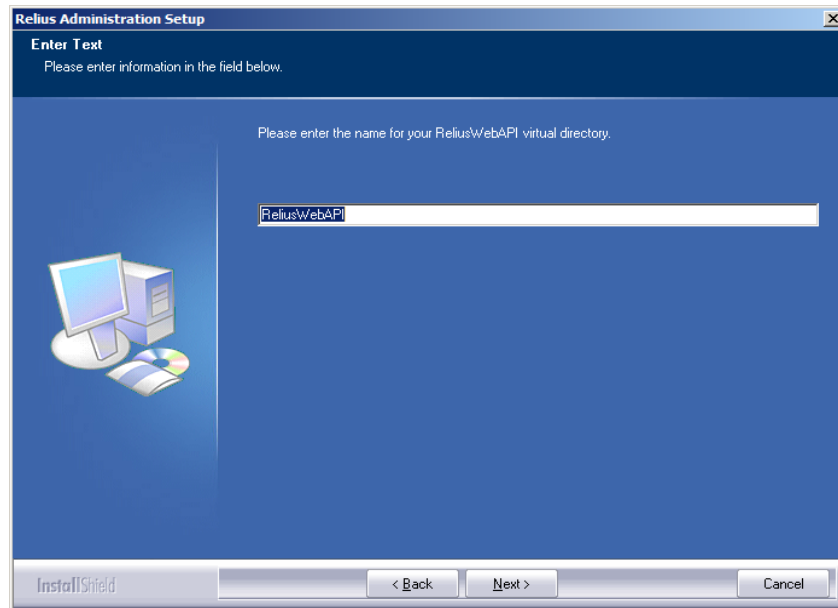 Relius Administration Setup
Enter Text
Please enter information in the field below.
Please enter the name for your ReliusWebAPI virtual directory.
ReliusWebAPI
InstallShield
< Back
Next >
Cancel